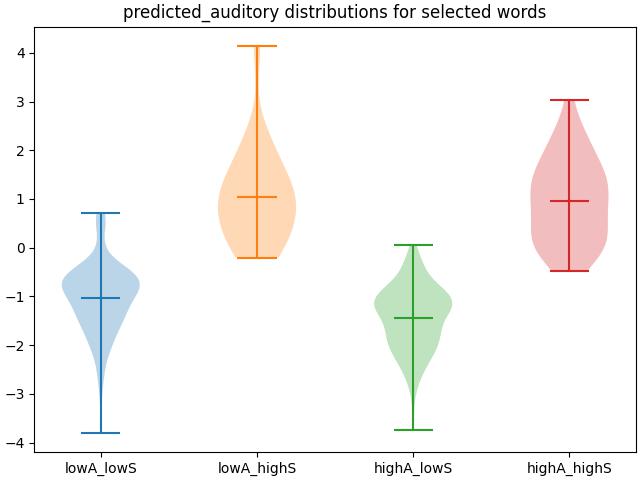 predicted_auditory distributions for selected words
4
3
2
1
0
−1
−2
−3
−4
lowA_lowS
lowA_highS
highA_lowS
highA_highS